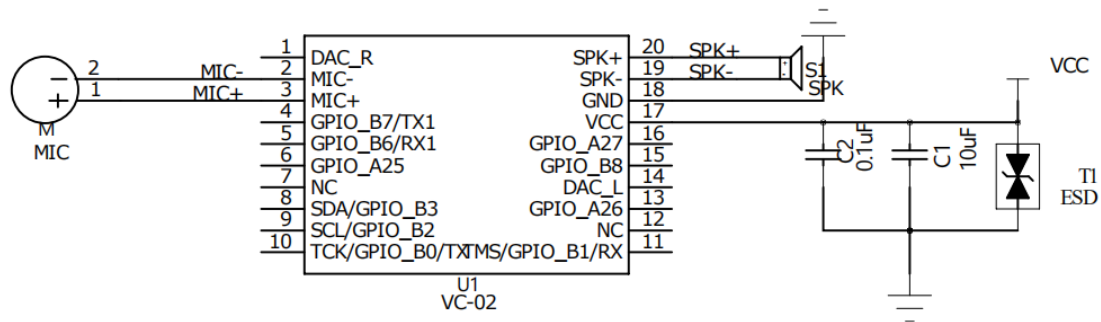 1 DAC_R
2 MIC-
3 MIC+
4 GPIO_B7/TX1
5 GPIO_B6/RX1
6 GPIO_A25
7 NC
8 SDA/GPIO_B3
9 SCL/GPIO_B2
10 TCK/GPIO_B0/TX
SPK+ 20
SPK- 19
GND 18
VCC 17
GPIO_A27 16
GPIO_B8 15
DAC_L 14
GPIO_A26 13
NC 12
TMS/GPIO_B1/RX 11
U1
VC-02
2 MIC-
1 MIC+
- 
+
M
MIC
SPK+
SPK-
S1
SPK
VCC
C2
0.1uF
C1
10uF
T1
ESD